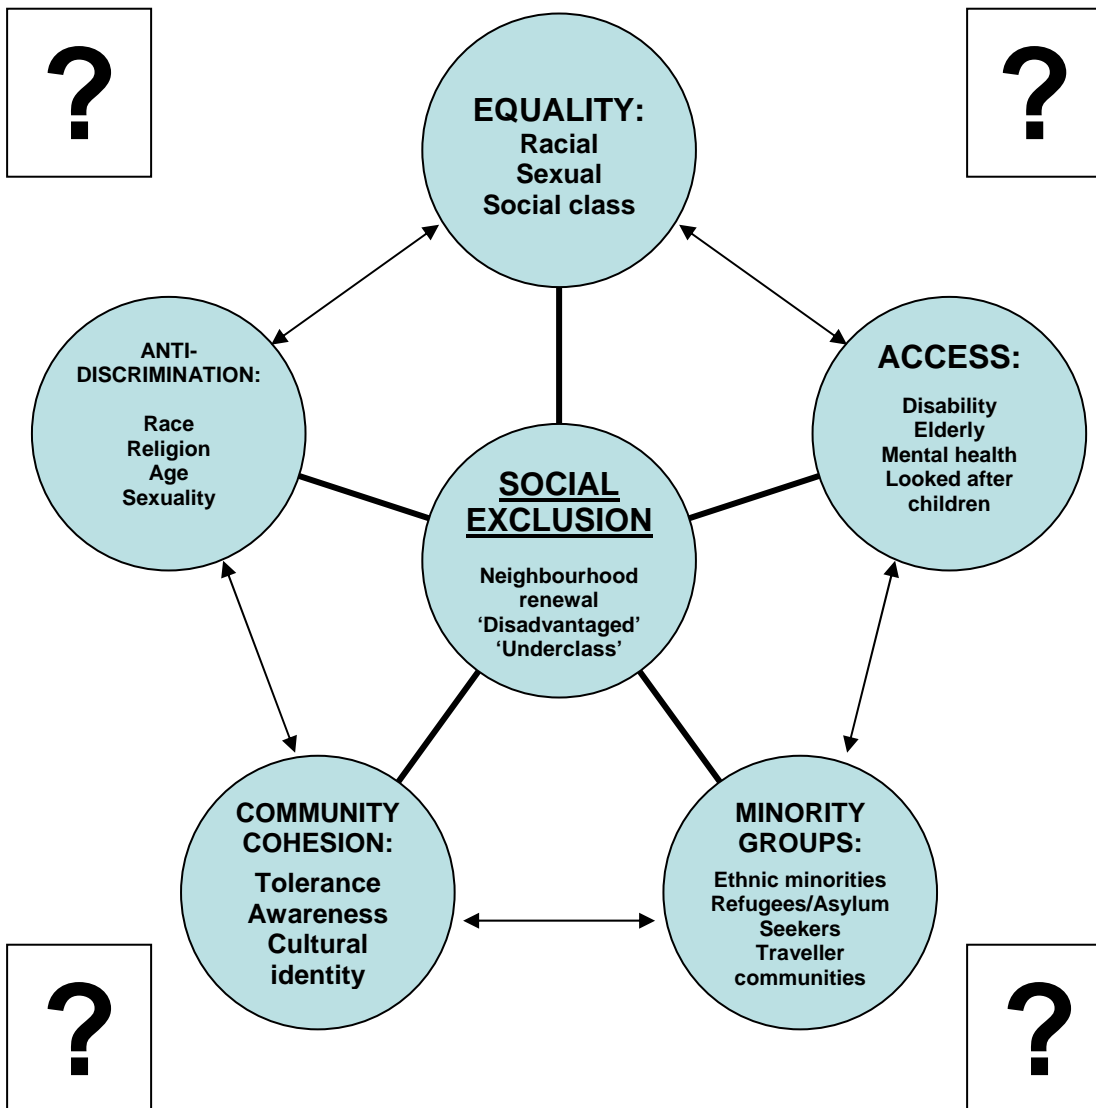 ?
?
EQUALITY:
Racial
Sexual
Social class
ANTI-
DISCRIMINATION:
Race
Religion
Age
Sexuality
ACCESS:
Disability
Elderly
Mental health
Looked after
children
SOCIAL
EXCLUSION
Neighbourhood
renewal
‘Disadvantaged’
‘Underclass’
COMMUNITY
COHESION:
Tolerance
Awareness
Cultural
identity
MINORITY
GROUPS:
Ethnic minorities
Refugees/Asylum
Seekers
Traveller
communities
?
?